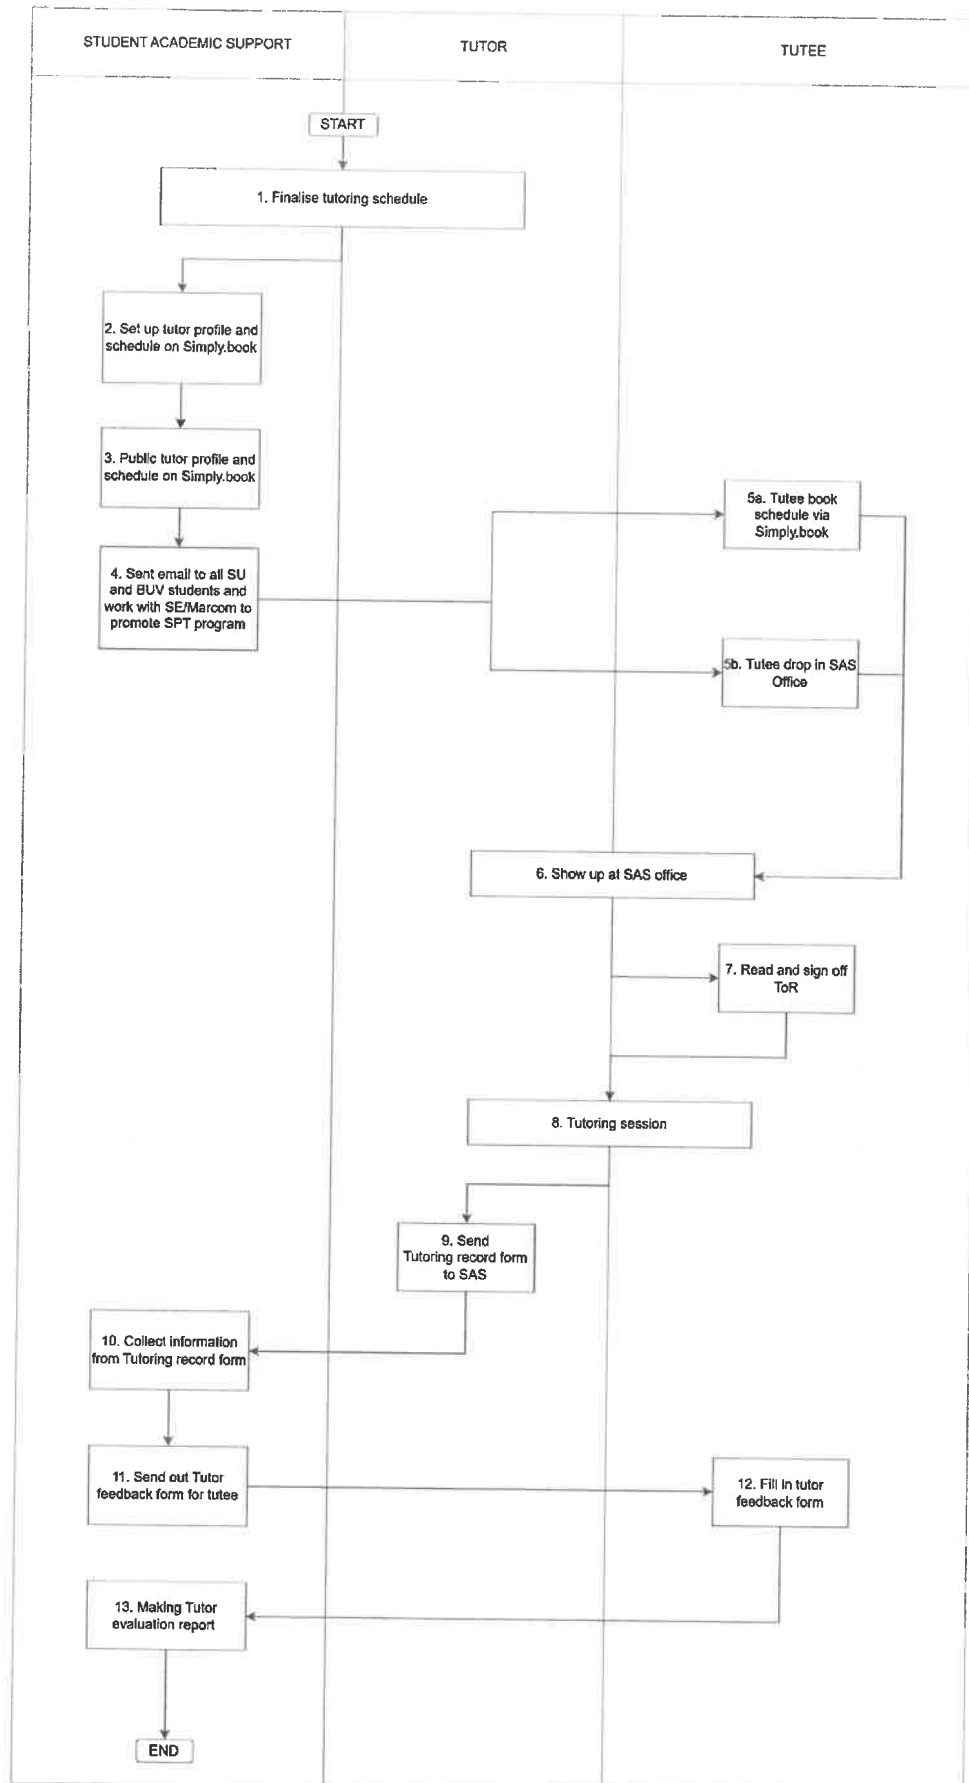 STUDENT ACADEMIC SUPPORT
TUTOR
TUTEE
START
1. Finalise tutoring schedule
2. Set up tutor profile and
schedule on Simply.book
3. Public tutor profile and
schedule on Simply.book
4. Sent email to all SU
and BUV students and
work with SE/Marcom to
promote SPT program
5a. Tutee book
schedule via
Simply.book
5b. Tutee drop in SAS
Office
6. Show up at SAS office
7. Read and sign off
ToR
8. Tutoring session
9. Send
Tutoring record form
to SAS
10. Collect information
from Tutoring record form
11. Send out Tutor
feedback form for tutee
12. Fill in tutor
feedback form
13. Making Tutor
evaluation report
END